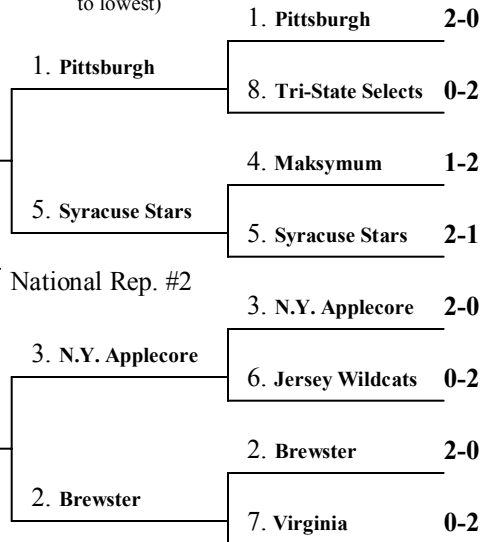 to lowest)
1. Pittsburgh 2-0
1. Pittsburgh
8. Tri-State Selects 0-2
4. Maksymum 1-2
5. Syracuse Stars
5. Syracuse Stars 2-1
National Rep. #2
3. N.Y. Applecore 2-0
3. N.Y. Applecore
6. Jersey Wildcats 0-2
2. Brewster 2-0
2. Brewster
7. Virginia 0-2